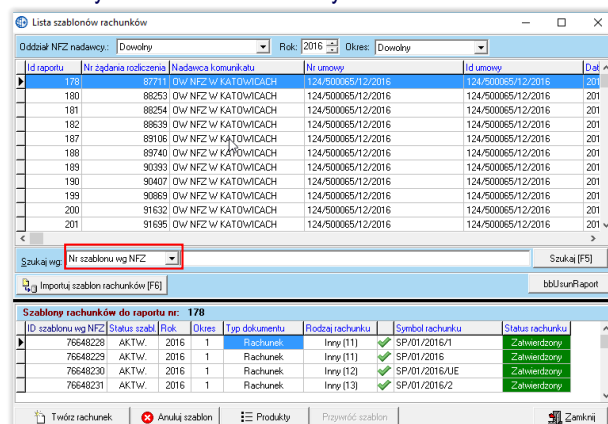 Lista szablonów rachunków
Oddział NFZ nadawcy.: Dowolny Rok: 2016 Okres: Dowolny
Id raportu Nr żądania rozliczenia Nadawca komunikatu Nr umowy Id umowy Dat
178 87711 OW NFZ W KATOWICACH 124/500065/12/2016 124/500065/12/2016 201
180 88253 OW NFZ W KATOWICACH 124/500065/12/2016 124/500065/12/2016 201
181 88254 OW NFZ W KATOWICACH 124/500065/12/2016 124/500065/12/2016 201
182 88639 OW NFZ W KATOWICACH 124/500065/12/2016 124/500065/12/2016 201
187 89106 OW NFZ W KATOWICACH 124/500065/12/2016 124/500065/12/2016 201
188 89740 OW NFZ W KATOWICACH 124/500065/12/2016 124/500065/12/2016 201
189 90393 OW NFZ W KATOWICACH 124/500065/12/2016 124/500065/12/2016 201
190 90407 OW NFZ W KATOWICACH 124/500065/12/2016 124/500065/12/2016 201
199 90869 OW NFZ W KATOWICACH 124/500065/12/2016 124/500065/12/2016 201
200 91632 OW NFZ W KATOWICACH 124/500065/12/2016 124/500065/12/2016 201
201 91695 OW NFZ W KATOWICACH 124/500065/12/2016 124/500065/12/2016 201
Szukaj wg: Nr szablonu wg NFZ Szukaj [F5]
Importuj szablon rachunków [F6] bbUsunRaport
Szablony rachunków do raportu nr: 178
ID szablonu wg NFZ Status szabl. Rok Okres Typ dokumentu Rodzaj rachunku Symbol rachunku Status rachunku
76648228 AKTW. 2016 1 Rachunek Inny (11) SP/01/2016/1 Zatwierdzony
76648229 AKTW. 2016 1 Rachunek Inny (11) SP/01/2016 Zatwierdzony
76648230 AKTW. 2016 1 Rachunek Inny (12) SP/01/2016/UE Zatwierdzony
76648231 AKTW. 2016 1 Rachunek Inny (13) SP/01/2016/2 Zatwierdzony
Twórz rachunek Anuluj szablon Produkty Przywróć szablon Zamknij